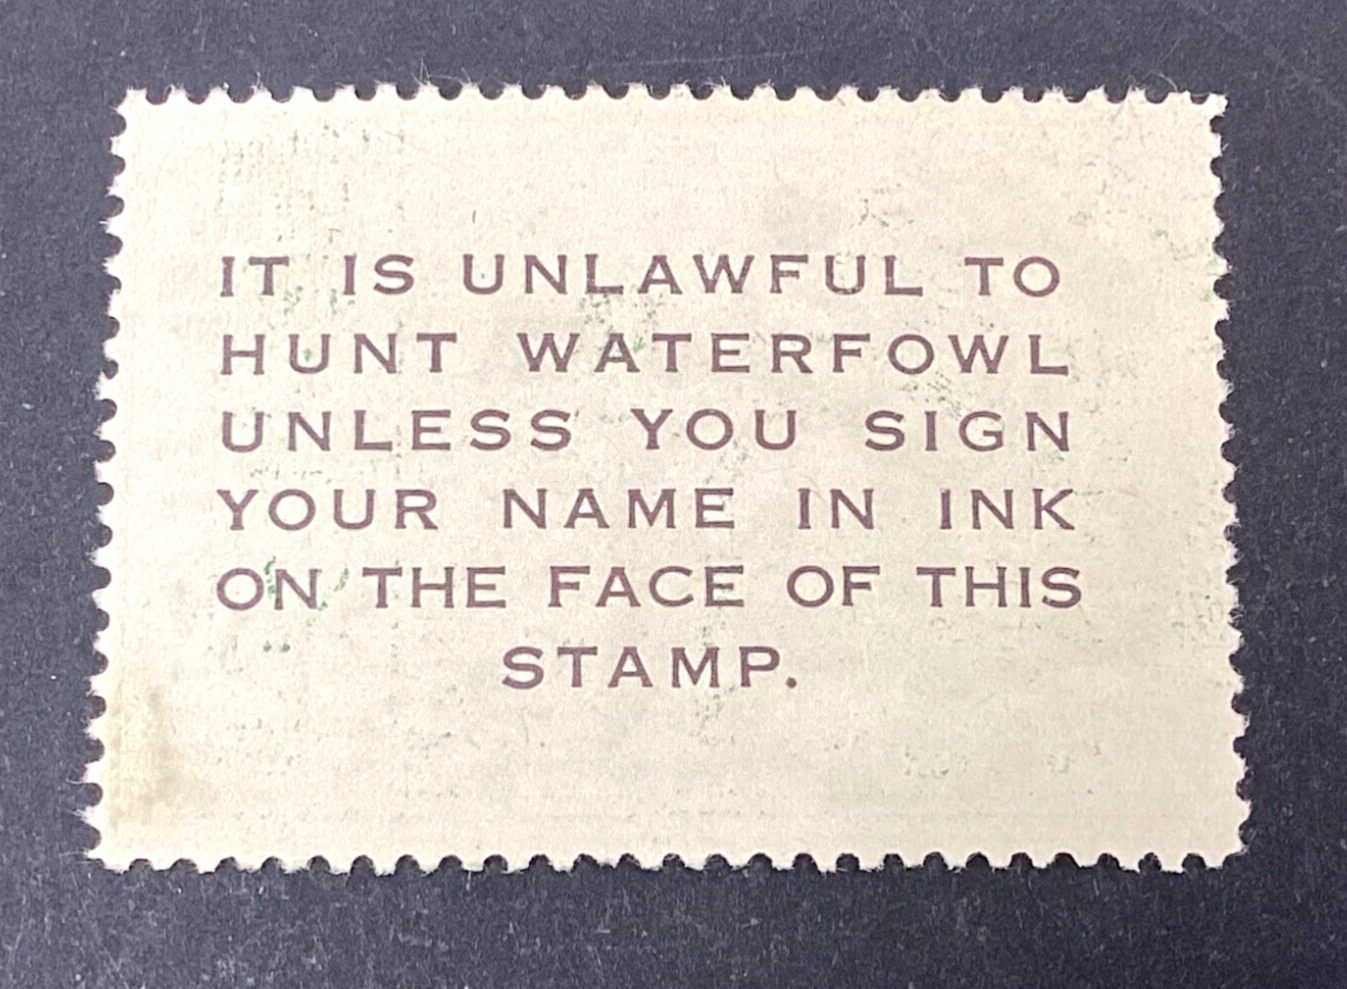 IT IS UNLAWFUL TO
HUNT WATERFOWL
UNLESS YOU SIGN
YOUR NAME IN INK
ON THE FACE OF THIS
STAMP.